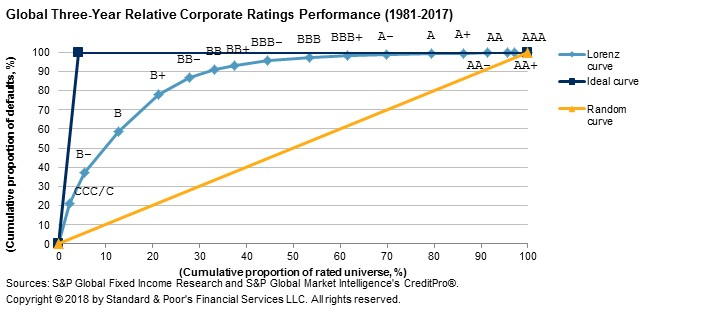 Global Three-Year Relative Corporate Ratings Performance (1981-2017)
(Cumulative proportion of defaults, %)
100
90
80
70
60
50
40
30
20
10
0
CCC/C
B-
B
B+
BB-
BB
BB+
BBB-
BBB
BBB+
A-
A
A+
AA-
AA
AA+
AAA
Lorenz
curve
Ideal curve
Random
curve
0 10 20 30 40 50 60 70 80 90 100
(Cumulative proportion of rated universe, %)
Sources: S&P Global Fixed Income Research and S&P Global Market Intelligence's CreditPro®.
Copyright © 2018 by Standard & Poor's Financial Services LLC. All rights reserved.